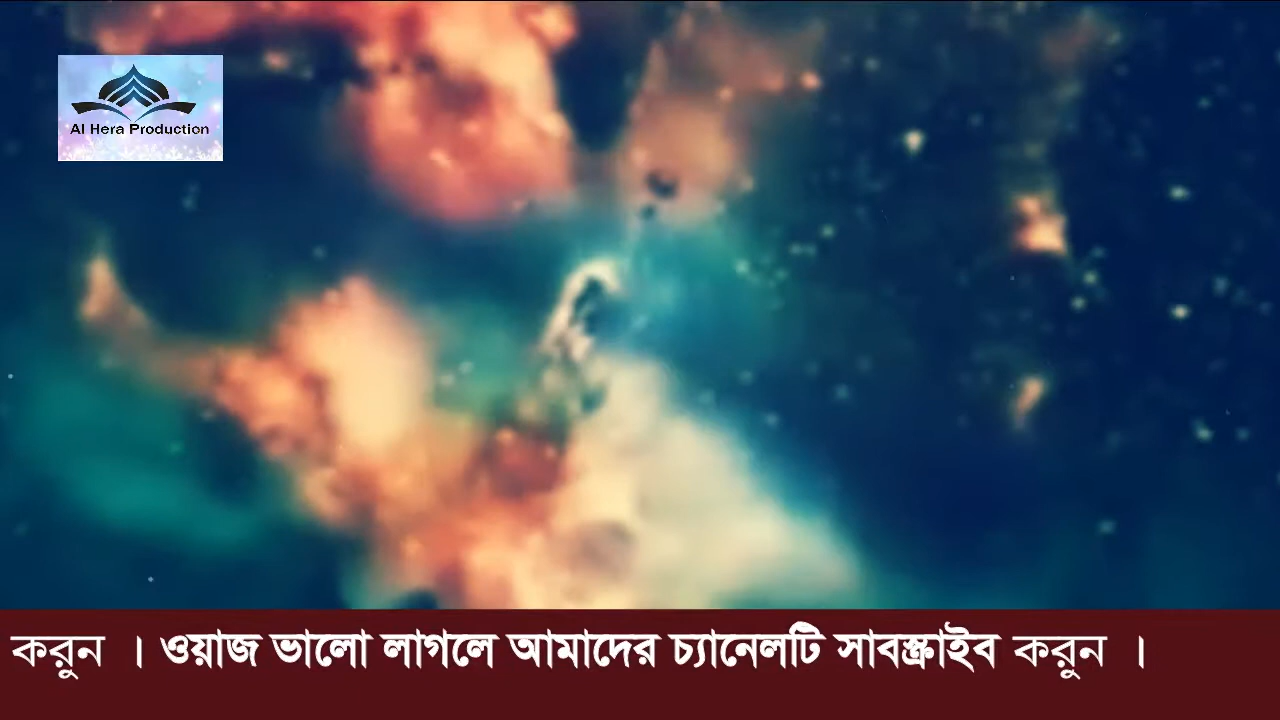 Al Hera Production
করুন । ওয়াজ ভালো লাগলে আমাদের চ্যানেলটি সাবস্ক্রাইব করুন ।